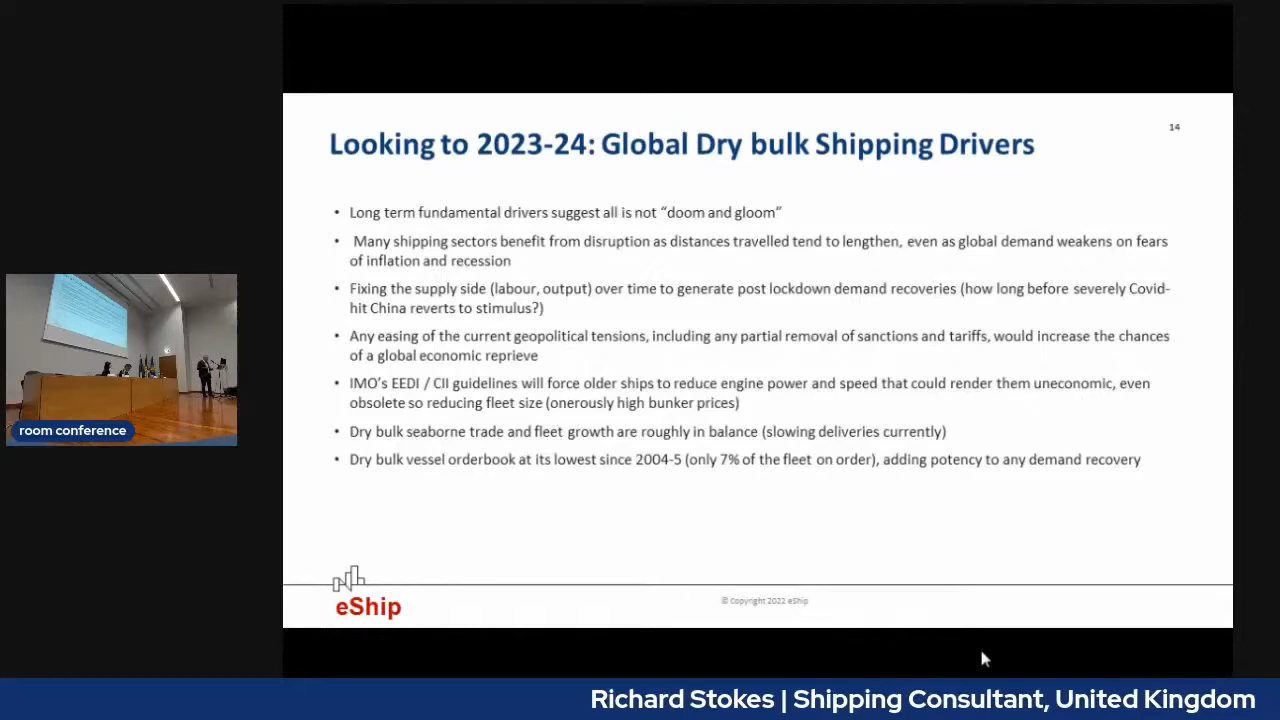 14
Looking to 2023-24: Global Dry bulk Shipping Drivers
• Long term fundamental drivers suggest all is not “doom and gloom”
• Many shipping sectors benefit from disruption as distances travelled tend to lengthen, even as global demand weakens on fears
of inflation and recession
• Fixing the supply side (labour, output) over time to generate post lockdown demand recoveries (how long before severely Covid-
hit China reverts to stimulus?)
• Any easing of the current geopolitical tensions, including any partial removal of sanctions and tariffs, would increase the chances
of a global economic reprieve
• IMO’s EEDI / CII guidelines will force older ships to reduce engine power and speed that could render them uneconomic, even
obsolete so reducing fleet size (onerously high bunker prices)
• Dry bulk seaborne trade and fleet growth are roughly in balance (slowing deliveries currently)
• Dry bulk vessel orderbook at its lowest since 2004-5 (only 7% of the fleet on order), adding potency to any demand recovery
room conference
eShip
© Copyright 2022 eShip
Richard Stokes | Shipping Consultant, United Kingdom